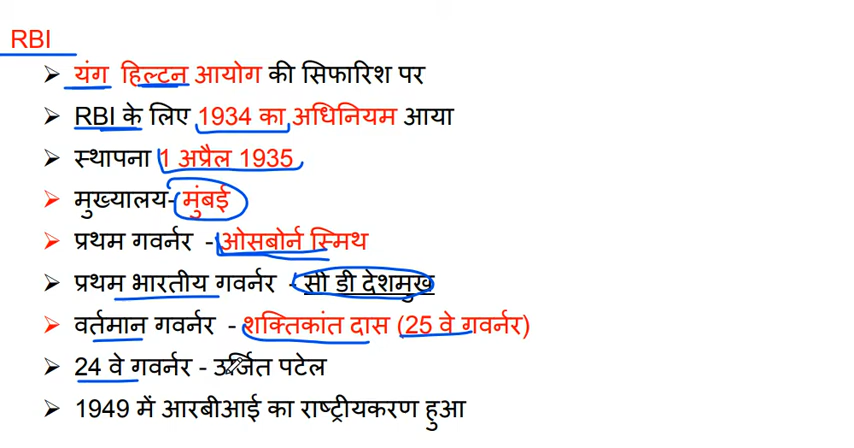 RBI
➢ यंग हिल्टन आयोग की सिफारिश पर
➢ RBI के लिए 1934 का अधिनियम आया
➢ स्थापना 1 अप्रैल 1935
➢ मुख्यालय- मुंबई
➢ प्रथम गवर्नर - ओसबोर्न स्मिथ
➢ प्रथम भारतीय गवर्नर - सी डी देशमुख
➢ वर्तमान गवर्नर - शक्तिकांत दास (25 वे गवर्नर)
➢ 24 वे गवर्नर - उर्जित पटेल
➢ 1949 में आरबीआई का राष्ट्रीयकरण हुआ